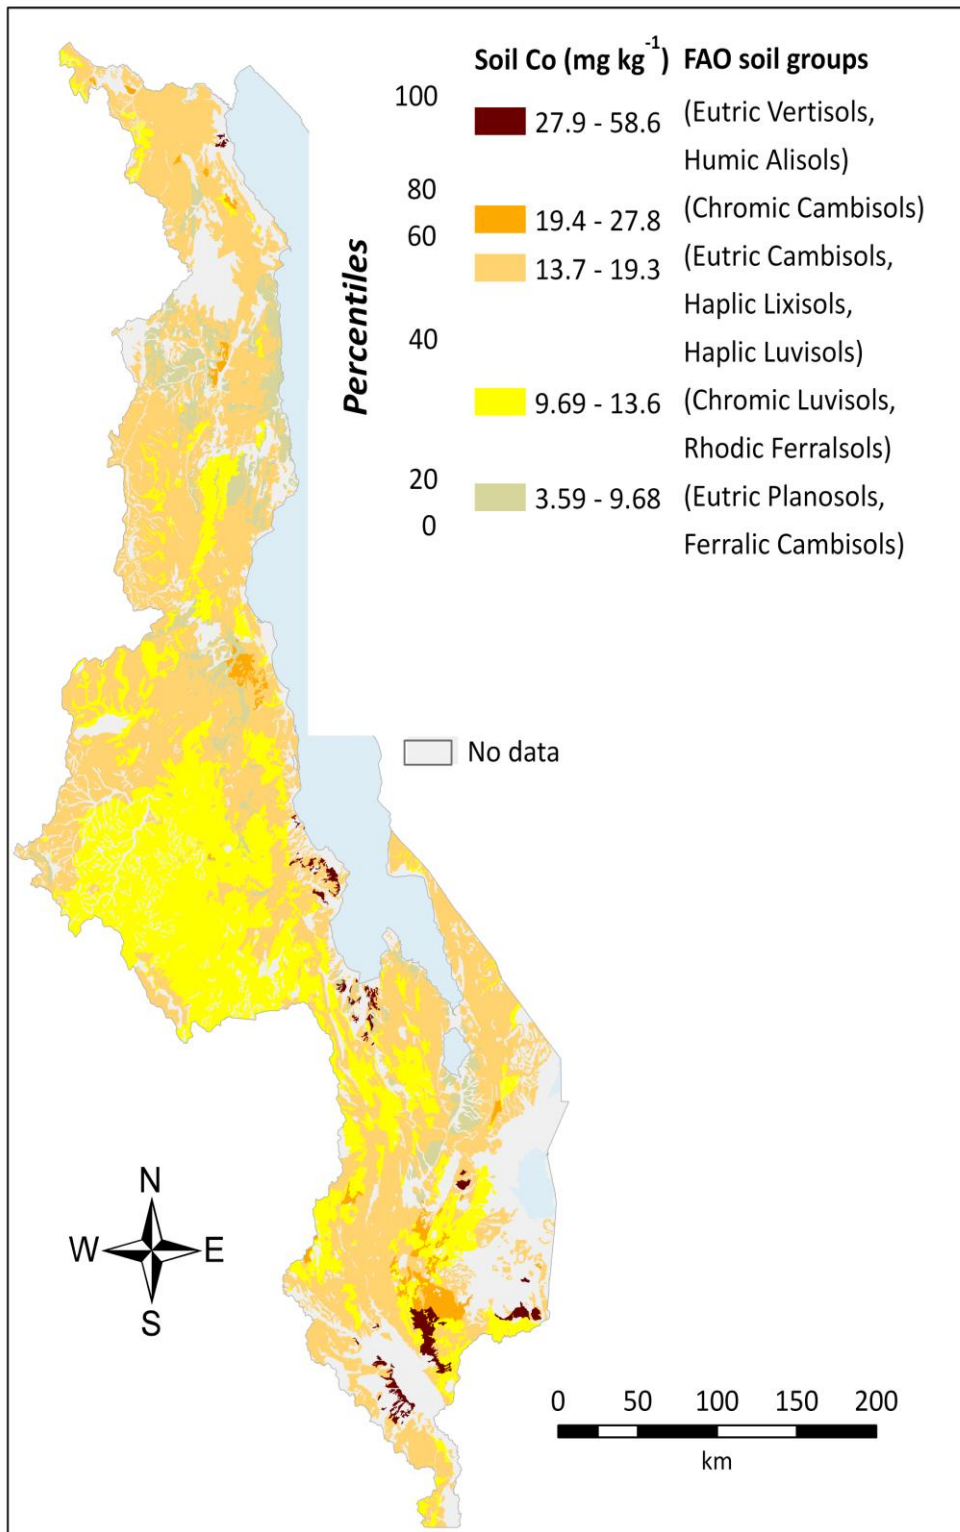 Soil Co (mg kg⁻¹) FAO soil groups
100
27.9 - 58.6 (Eutric Vertisols,
Humic Alisols)
80
19.4 - 27.8 (Chromic Cambisols)
60
13.7 - 19.3 (Eutric Cambisols,
Haplic Lixisols,
40
Haplic Luvisols)
Percentiles
9.69 - 13.6 (Chromic Luvisols,
Rhodic Ferralsols)
20
3.59 - 9.68 (Eutric Planosols,
0
Ferralic Cambisols)
No data
N
W E
S
0 50 100 150 200
km